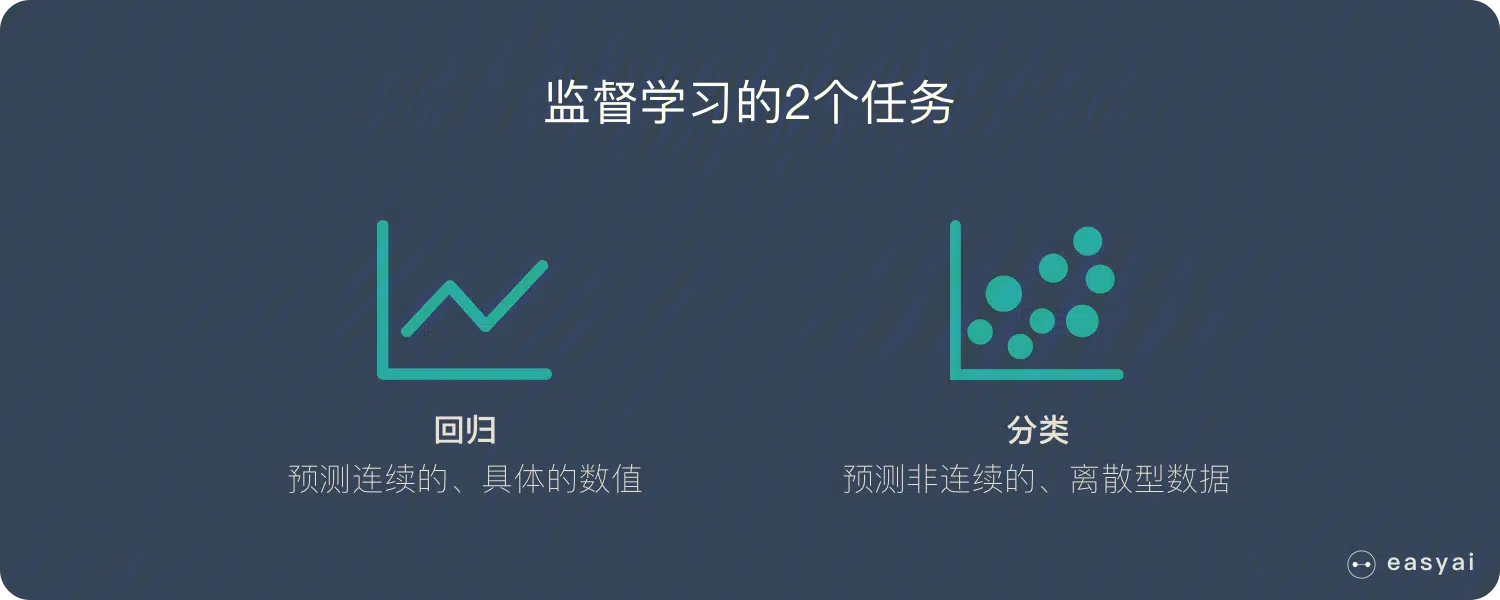 监督学习的2个任务
回归
预测连续的、具体的数值
分类
预测非连续的、离散型数据
easyai